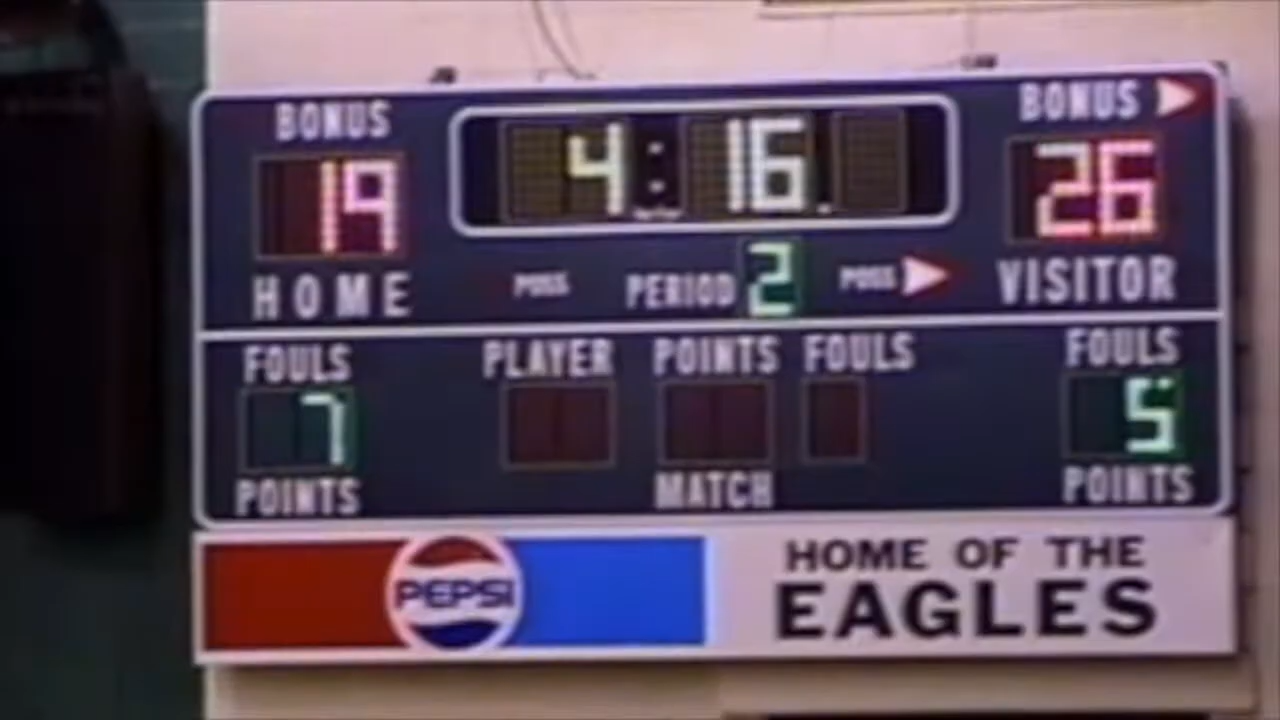 BONUS 4:16. BONUS
19 26
HOME POSS PERIOD 2 POSS VISITOR
FOULS PLAYER POINTS FOULS FOULS
7 5
POINTS MATCH POINTS
PEPSI
HOME OF THE
EAGLES